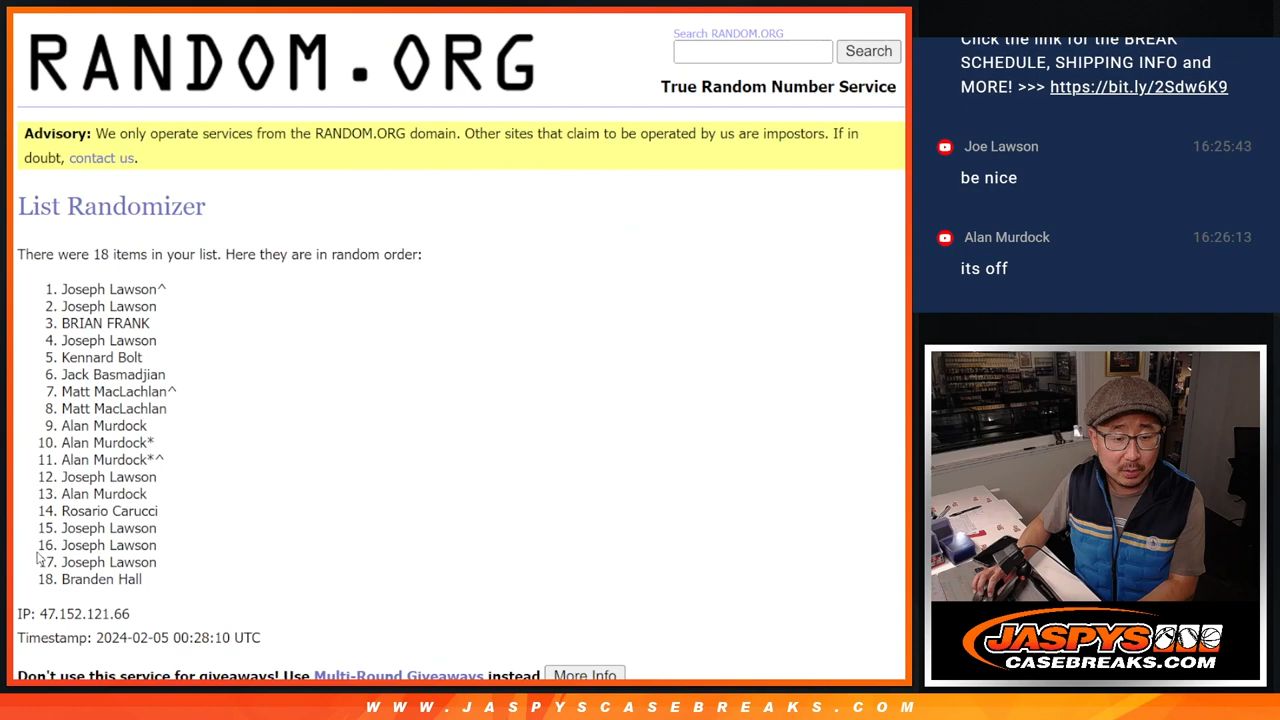 RANDOM.ORG
Search RANDOM.ORG
Search
True Random Number Service
Advisory: We only operate services from the RANDOM.ORG domain. Other sites that claim to be operated by us are impostors. If in
doubt, contact us.
List Randomizer
There were 18 items in your list. Here they are in random order:
1. Joseph Lawson^
2. Joseph Lawson
3. BRIAN FRANK
4. Joseph Lawson
5. Kennard Bolt
6. Jack Basmadjian
7. Matt MacLachlan^
8. Matt MacLachlan
9. Alan Murdock
10. Alan Murdock*
11. Alan Murdock*^
12. Joseph Lawson
13. Alan Murdock
14. Rosario Carucci
15. Joseph Lawson
16. Joseph Lawson
17. Joseph Lawson
18. Branden Hall
IP: 47.152.121.66
Timestamp: 2024-02-05 00:28:10 UTC
Don't use this service for giveaways! Use Multi-Round Giveaways instead
More Info
Click the link for the BREAK
SCHEDULE, SHIPPING INFO and
MORE! >>> https://bit.ly/2Sdw6K9
Joe Lawson 16:25:43
be nice
Alan Murdock 16:26:13
its off
JASPYS
CASEBREAKS.COM
WWW.JASPYSCASEBREAKS.COM